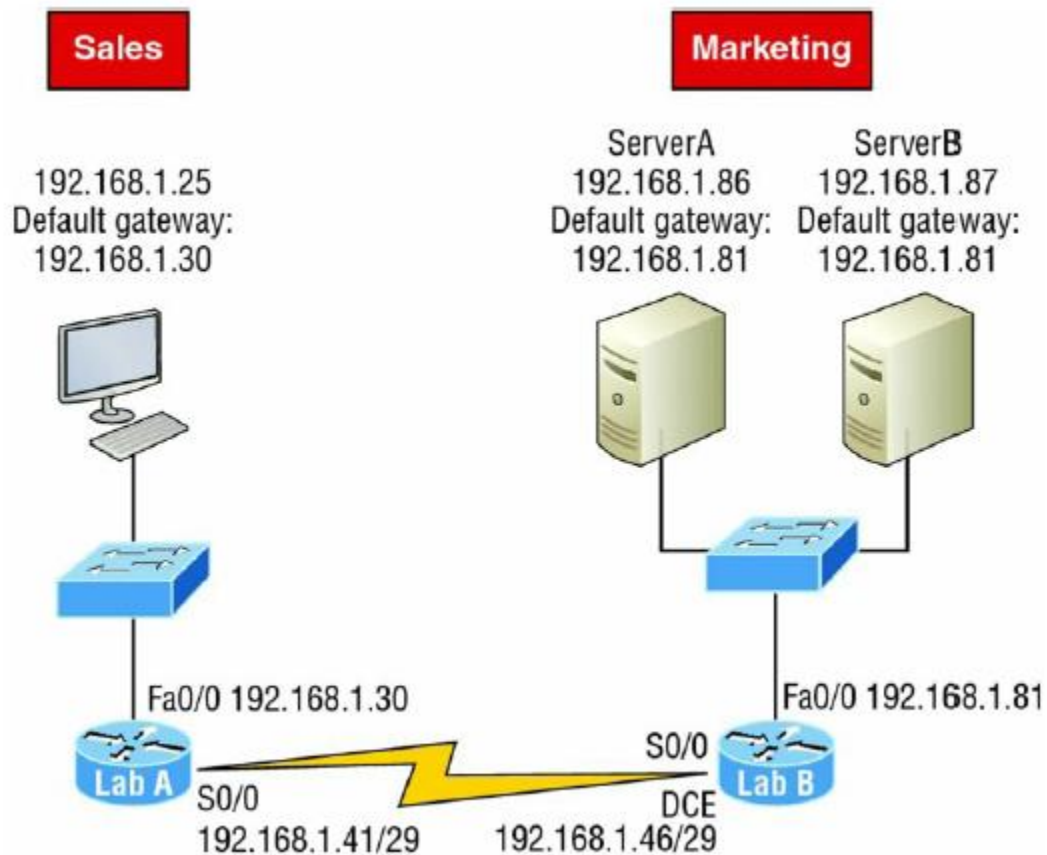 Sales
Marketing
192.168.1.25
Default gateway:
192.168.1.30
ServerA
192.168.1.86
Default gateway:
192.168.1.81
ServerB
192.168.1.87
Default gateway:
192.168.1.81
Fa0/0 192.168.1.30
Lab A
S0/0
192.168.1.41/29
Fa0/0 192.168.1.81
S0/0
Lab B
DCE
192.168.1.46/29